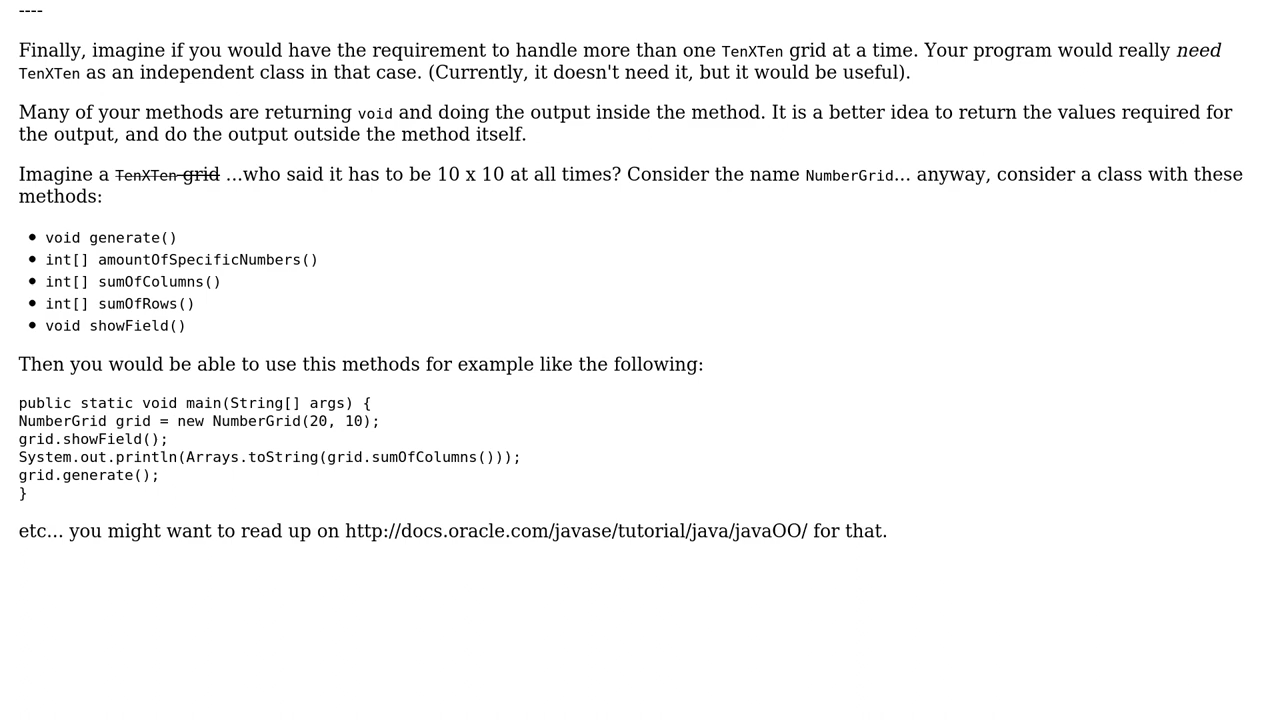 ----
Finally, imagine if you would have the requirement to handle more than one TenXTen grid at a time. Your program would really need
TenXTen as an independent class in that case. (Currently, it doesn't need it, but it would be useful).
Many of your methods are returning void and doing the output inside the method. It is a better idea to return the values required for
the output, and do the output outside the method itself.
Imagine a TenXTen grid ...who said it has to be 10 x 10 at all times? Consider the name NumberGrid... anyway, consider a class with these
methods:
• void generate()
• int[] amountOfSpecificNumbers()
• int[] sumOfColumns()
• int[] sumOfRows()
• void showField()
Then you would be able to use this methods for example like the following:
public static void main(String[] args) {
NumberGrid grid = new NumberGrid(20, 10);
grid.showField();
System.out.println(Arrays.toString(grid.sumOfColumns()));
grid.generate();
}
etc... you might want to read up on http://docs.oracle.com/javase/tutorial/java/javaOO/ for that.